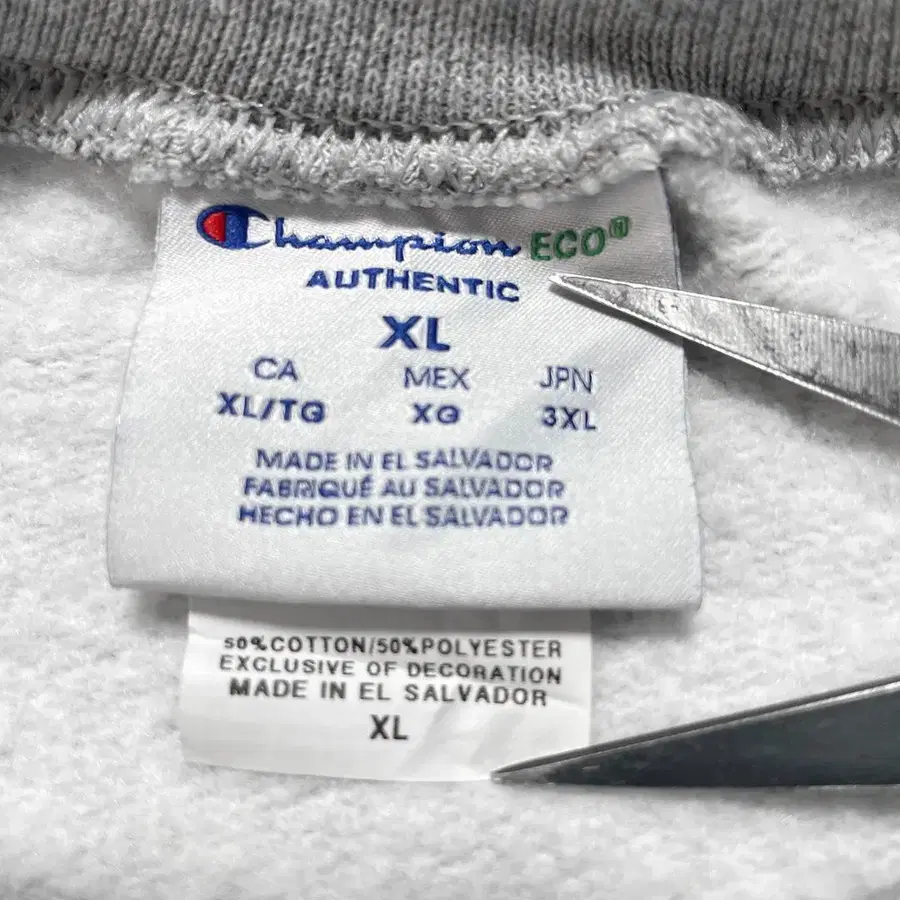 Champion ECO®
AUTHENTIC
XL
CA MEX JPN
XL/TG XG 3XL
MADE IN EL SALVADOR
FABRIQUÉ AU SALVADOR
HECHO EN EL SALVADOR
50%COTTON/50%POLYESTER
EXCLUSIVE OF DECORATION
MADE IN EL SALVADOR
XL